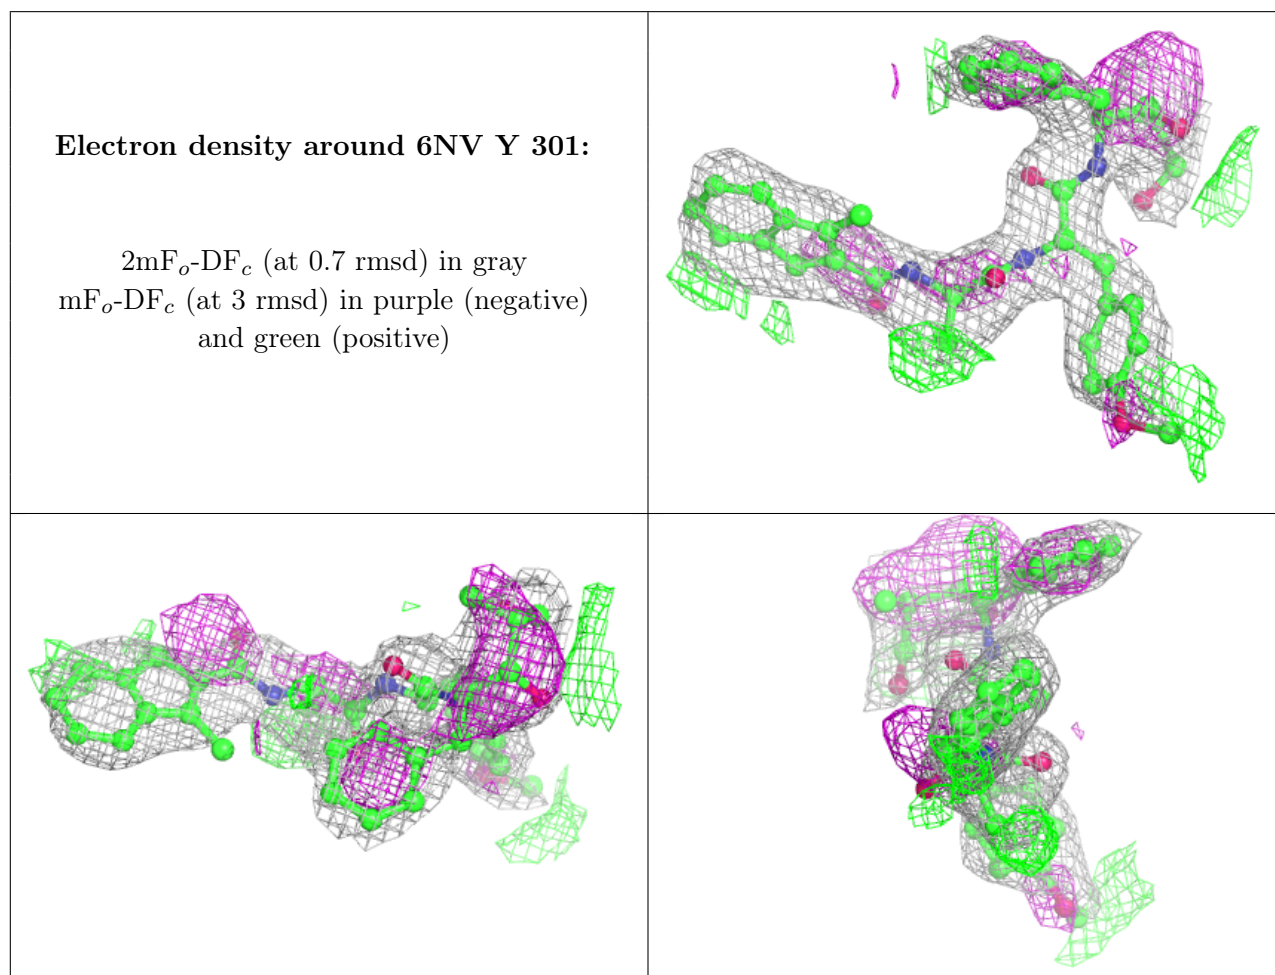 Electron density around 6NV Y 301:
2mFₒ-DF𝒸 (at 0.7 rmsd) in gray
mFₒ-DF𝒸 (at 3 rmsd) in purple (negative)
and green (positive)